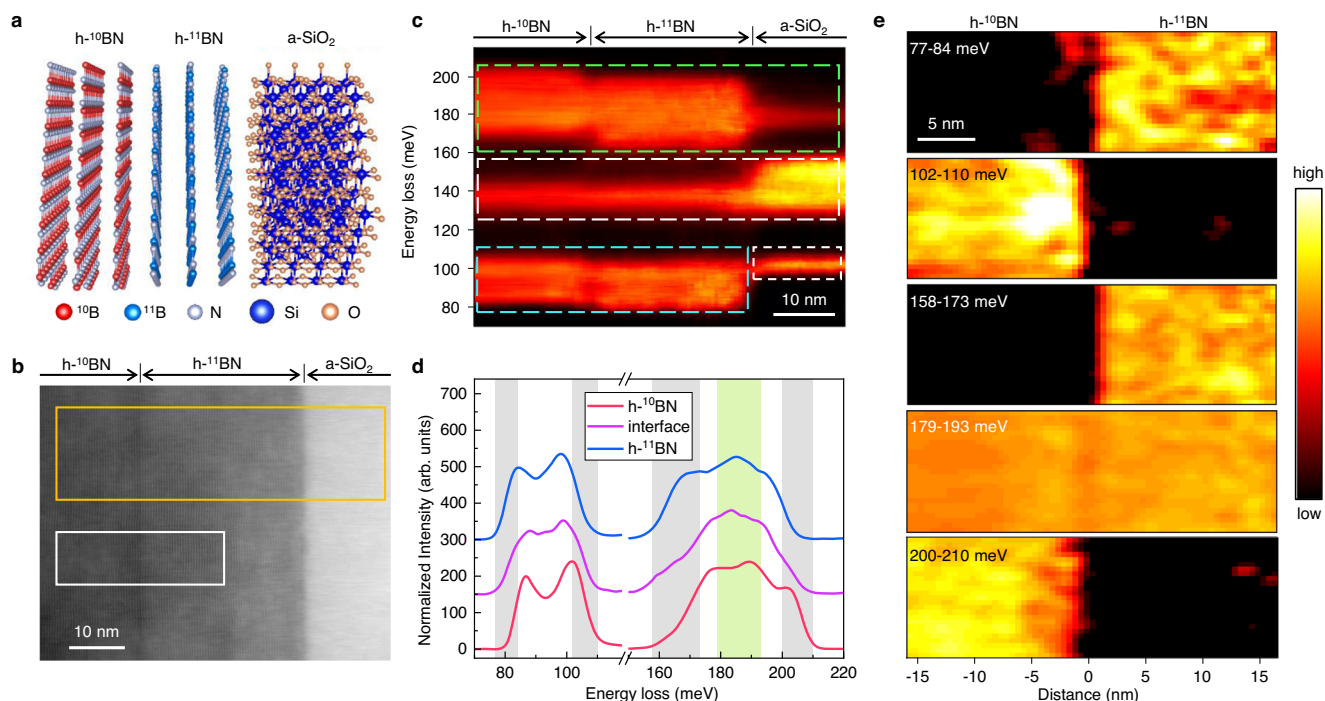 a
h-¹⁰BN h-¹¹BN a-SiO₂
¹⁰B ¹¹B N Si O
b
h-¹⁰BN h-¹¹BN a-SiO₂
10 nm
c
h-¹⁰BN h-¹¹BN a-SiO₂
Energy loss (meV)
200
180
160
140
120
100
80
10 nm
d
Normalized Intensity (arb. units)
700
600
500
400
300
200
100
0
h-¹⁰BN
interface
h-¹¹BN
80 100 160 180 200 220
Energy loss (meV)
e
h-¹⁰BN h-¹¹BN
77-84 meV
5 nm
102-110 meV
158-173 meV
179-193 meV
200-210 meV
-15 -10 -5 0 5 10 15
Distance (nm)
high
low